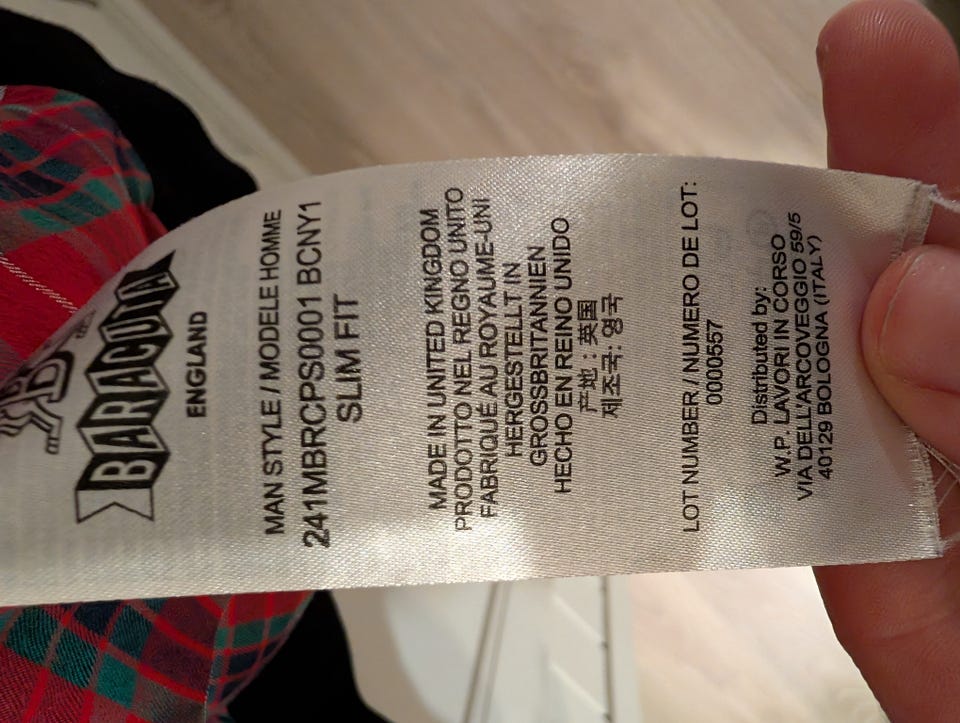 BARACUTA
ENGLAND
MAN STYLE / MODELE HOMME
241MBRCPS0001 BCNY1
SLIM FIT
MADE IN UNITED KINGDOM
PRODOTTO NEL REGNO UNITO
FABRIQUÉ AU ROYAUME-UNI
HERGESTELLT IN
GROSSBRITANNIEN
HECHO EN REINO UNIDO
产地 : 英国
제조국: 영국
LOT NUMBER / NUMERO DE LOT:
0000557
Distributed by:
W.P. LAVORI IN CORSO
VIA DELL'ARCOVEGGIO 59/5
40129 BOLOGNA (ITALY)